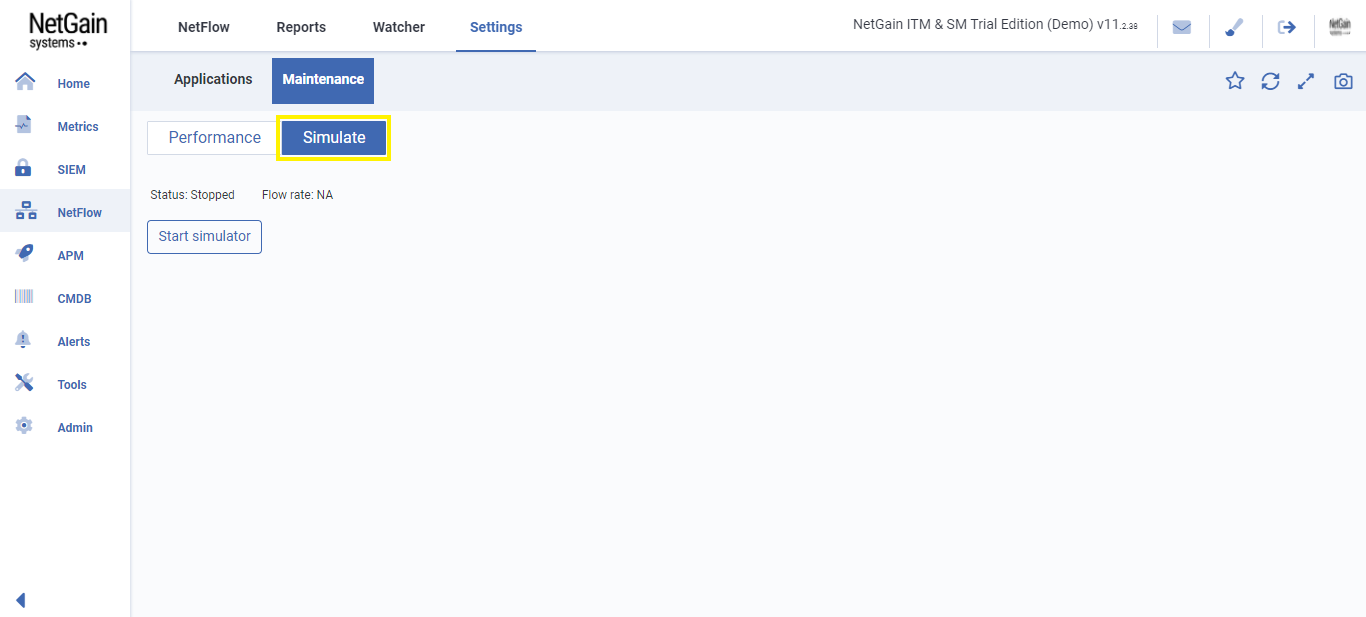 NetGain
systems
NetFlow Reports Watcher Settings
NetGain ITM & SM Trial Edition (Demo) v11.2.38
NetGain
Applications Maintenance
Home
Metrics
SIEM
NetFlow
APM
CMDB
Alerts
Tools
Admin
Performance Simulate
Status: Stopped Flow rate: NA
Start simulator